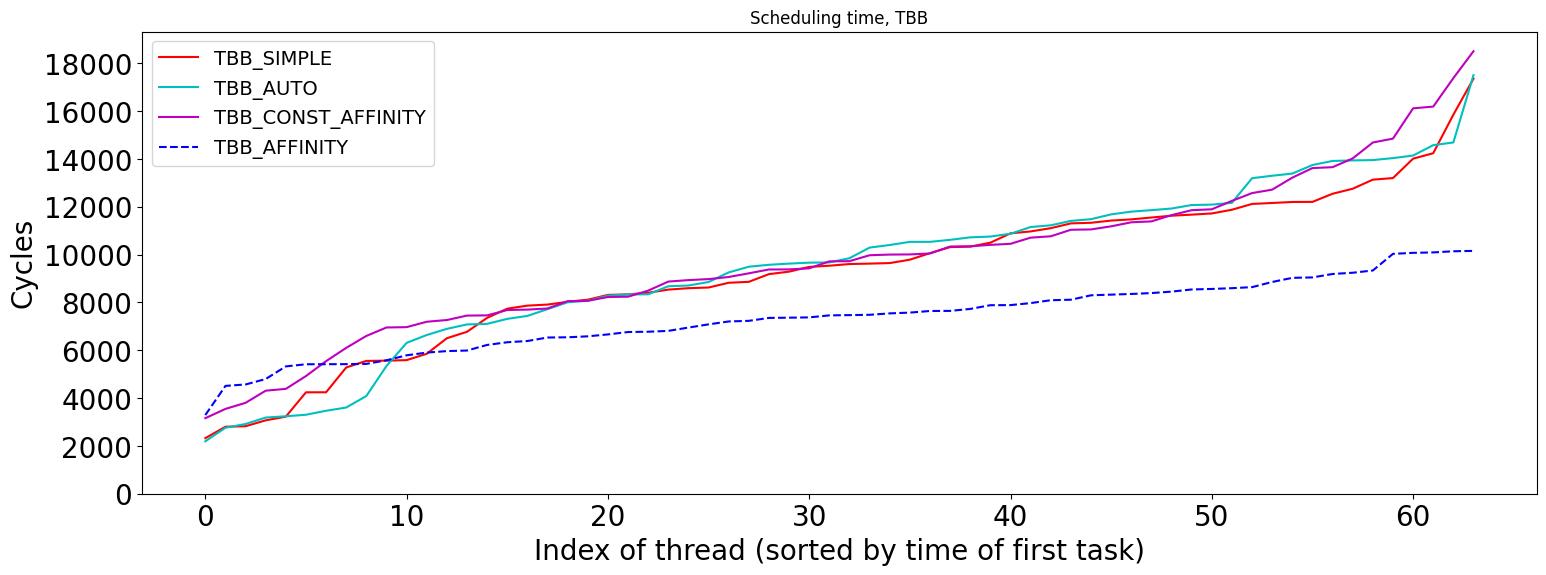 Scheduling time, TBB
TBB_SIMPLE
TBB_AUTO
TBB_CONST_AFFINITY
TBB_AFFINITY
Cycles
18000
16000
14000
12000
10000
8000
6000
4000
2000
0
0 10 20 30 40 50 60
Index of thread (sorted by time of first task)